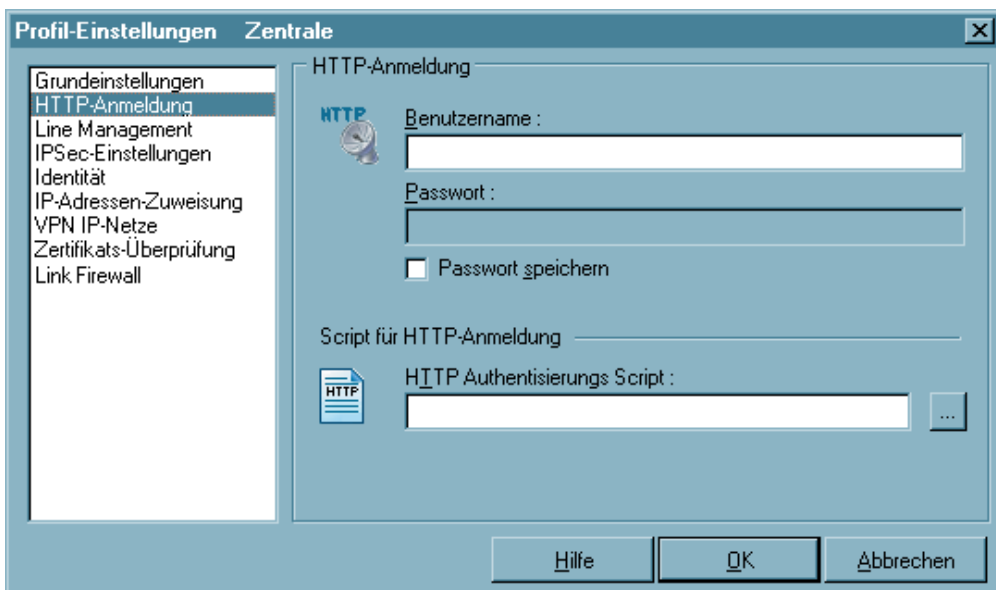 Profil-Einstellungen Zentrale
Grundeinstellungen
HTTP-Anmeldung
Line Management
IPSec-Einstellungen
Identität
IP-Adressen-Zuweisung
VPN IP-Netze
Zertifikats-Überprüfung
Link Firewall
HTTP-Anmeldung
HTTP
Benutzername :
Passwort :
Passwort speichern
Script für HTTP-Anmeldung
HTTP
HTTP Authentisierungs Script :
...
Hilfe
OK
Abbrechen